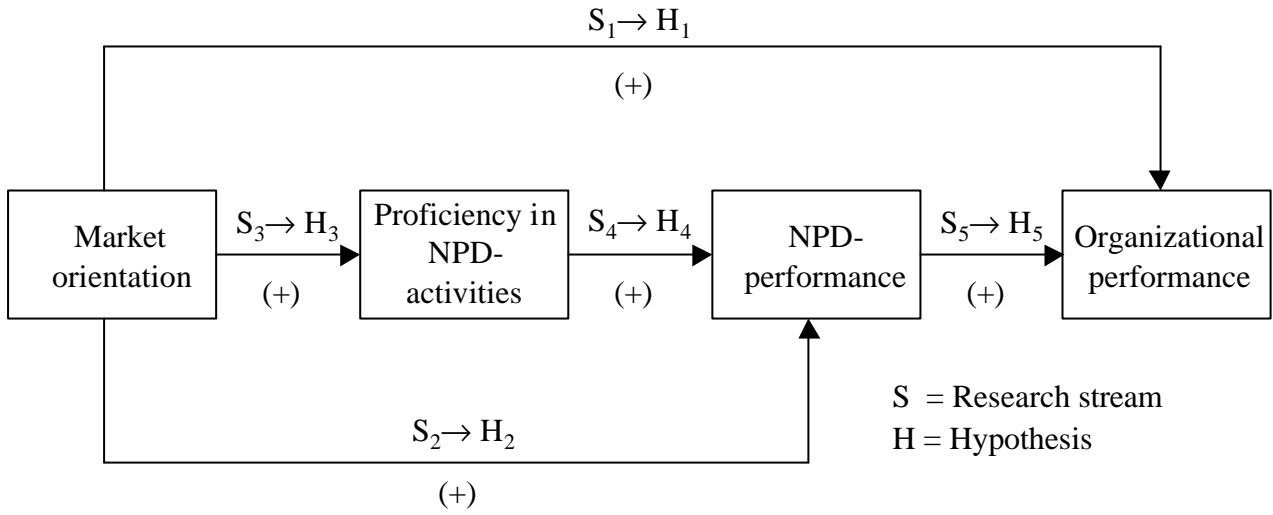 S₁→ H₁
(+)
Market
orientation
S₃→ H₃
(+)
Proficiency in
NPD-
activities
S₄→ H₄
(+)
NPD-
performance
S₅→ H₅
(+)
Organizational
performance
S₂→ H₂
(+)
S = Research stream
H = Hypothesis